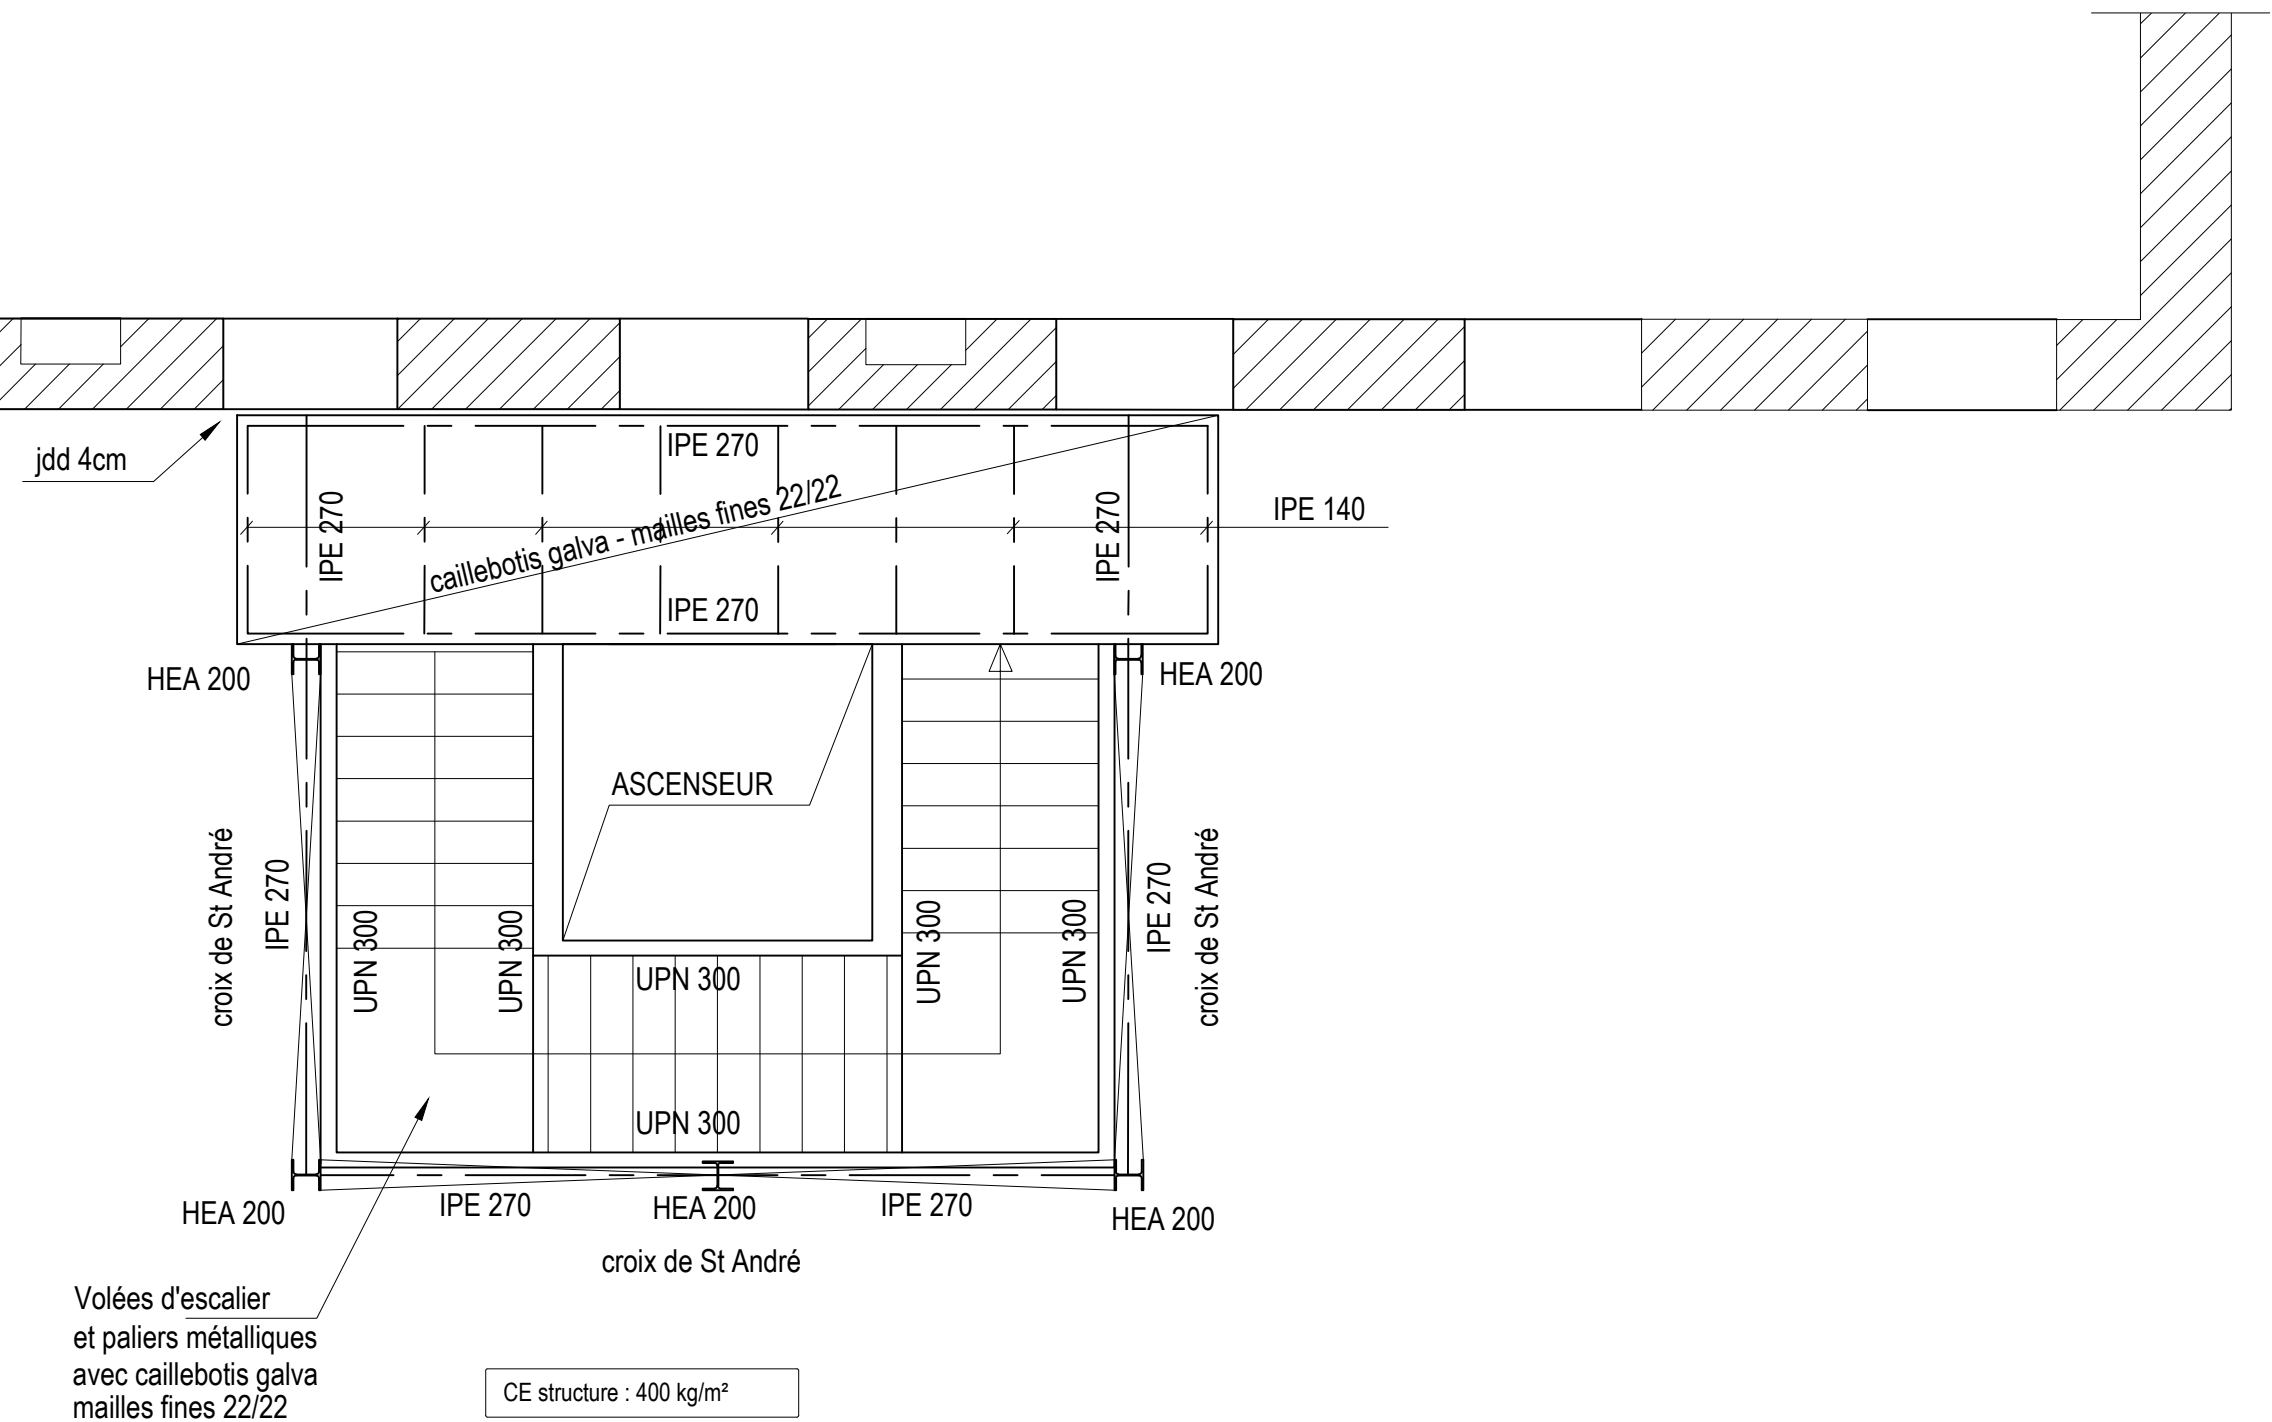 IPE 270
jdd 4cm
IPE 270
caillebotis galva - mailles fines 22/22
IPE 270
IPE 140
IPE 270
HEA 200
HEA 200
ASCENSEUR
croix de St André
IPE 270
UPN 300
UPN 300
UPN 300
UPN 300
IPE 270
croix de St André
UPN 300
UPN 300
HEA 200
IPE 270
HEA 200
IPE 270
HEA 200
croix de St André
Volées d'escalier
et paliers métalliques
avec caillebotis galva
mailles fines 22/22
CE structure : 400 kg/m²